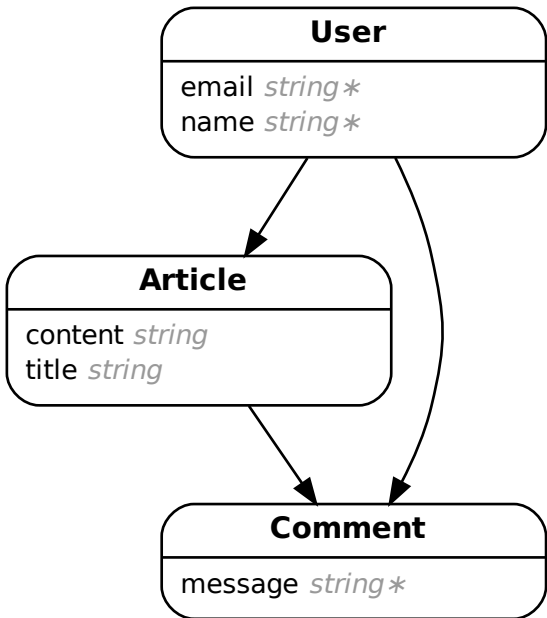 User
email string*
name string*
Article
content string
title string
Comment
message string*